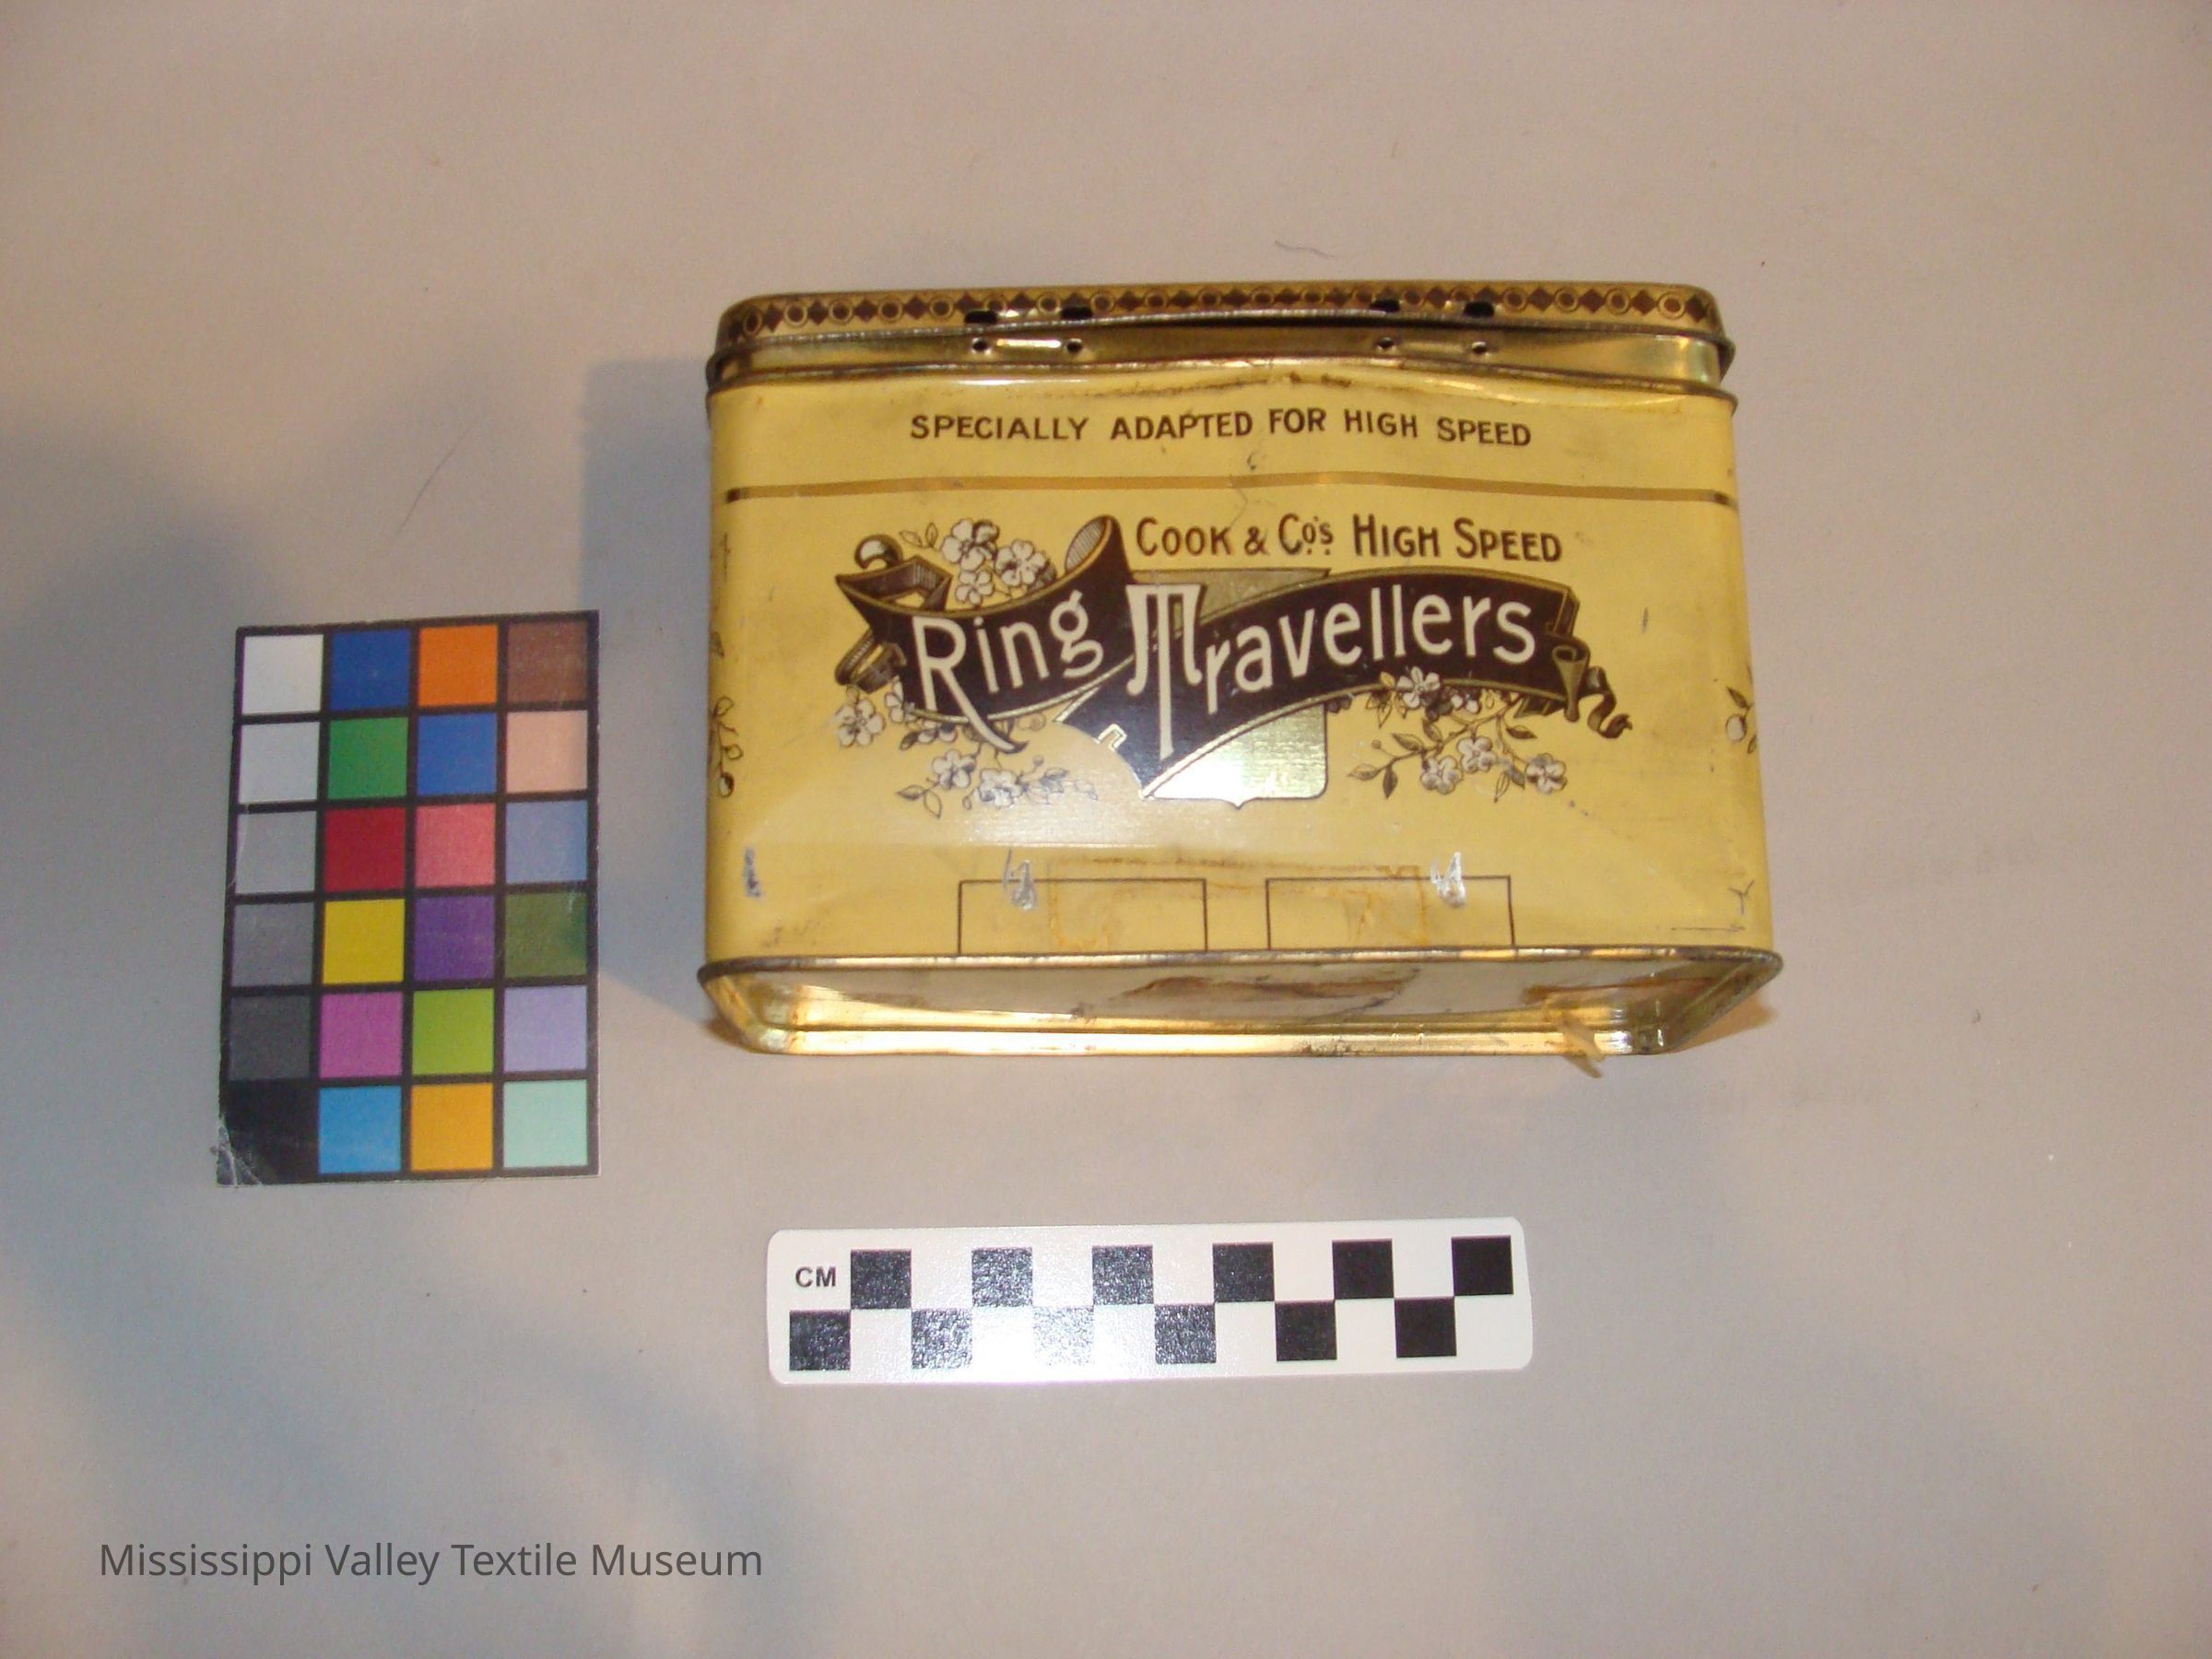 SPECIALLY ADAPTED FOR HIGH SPEED
COOK & Co's HIGH SPEED
Ring Travellers
CM
Mississippi Valley Textile Museum